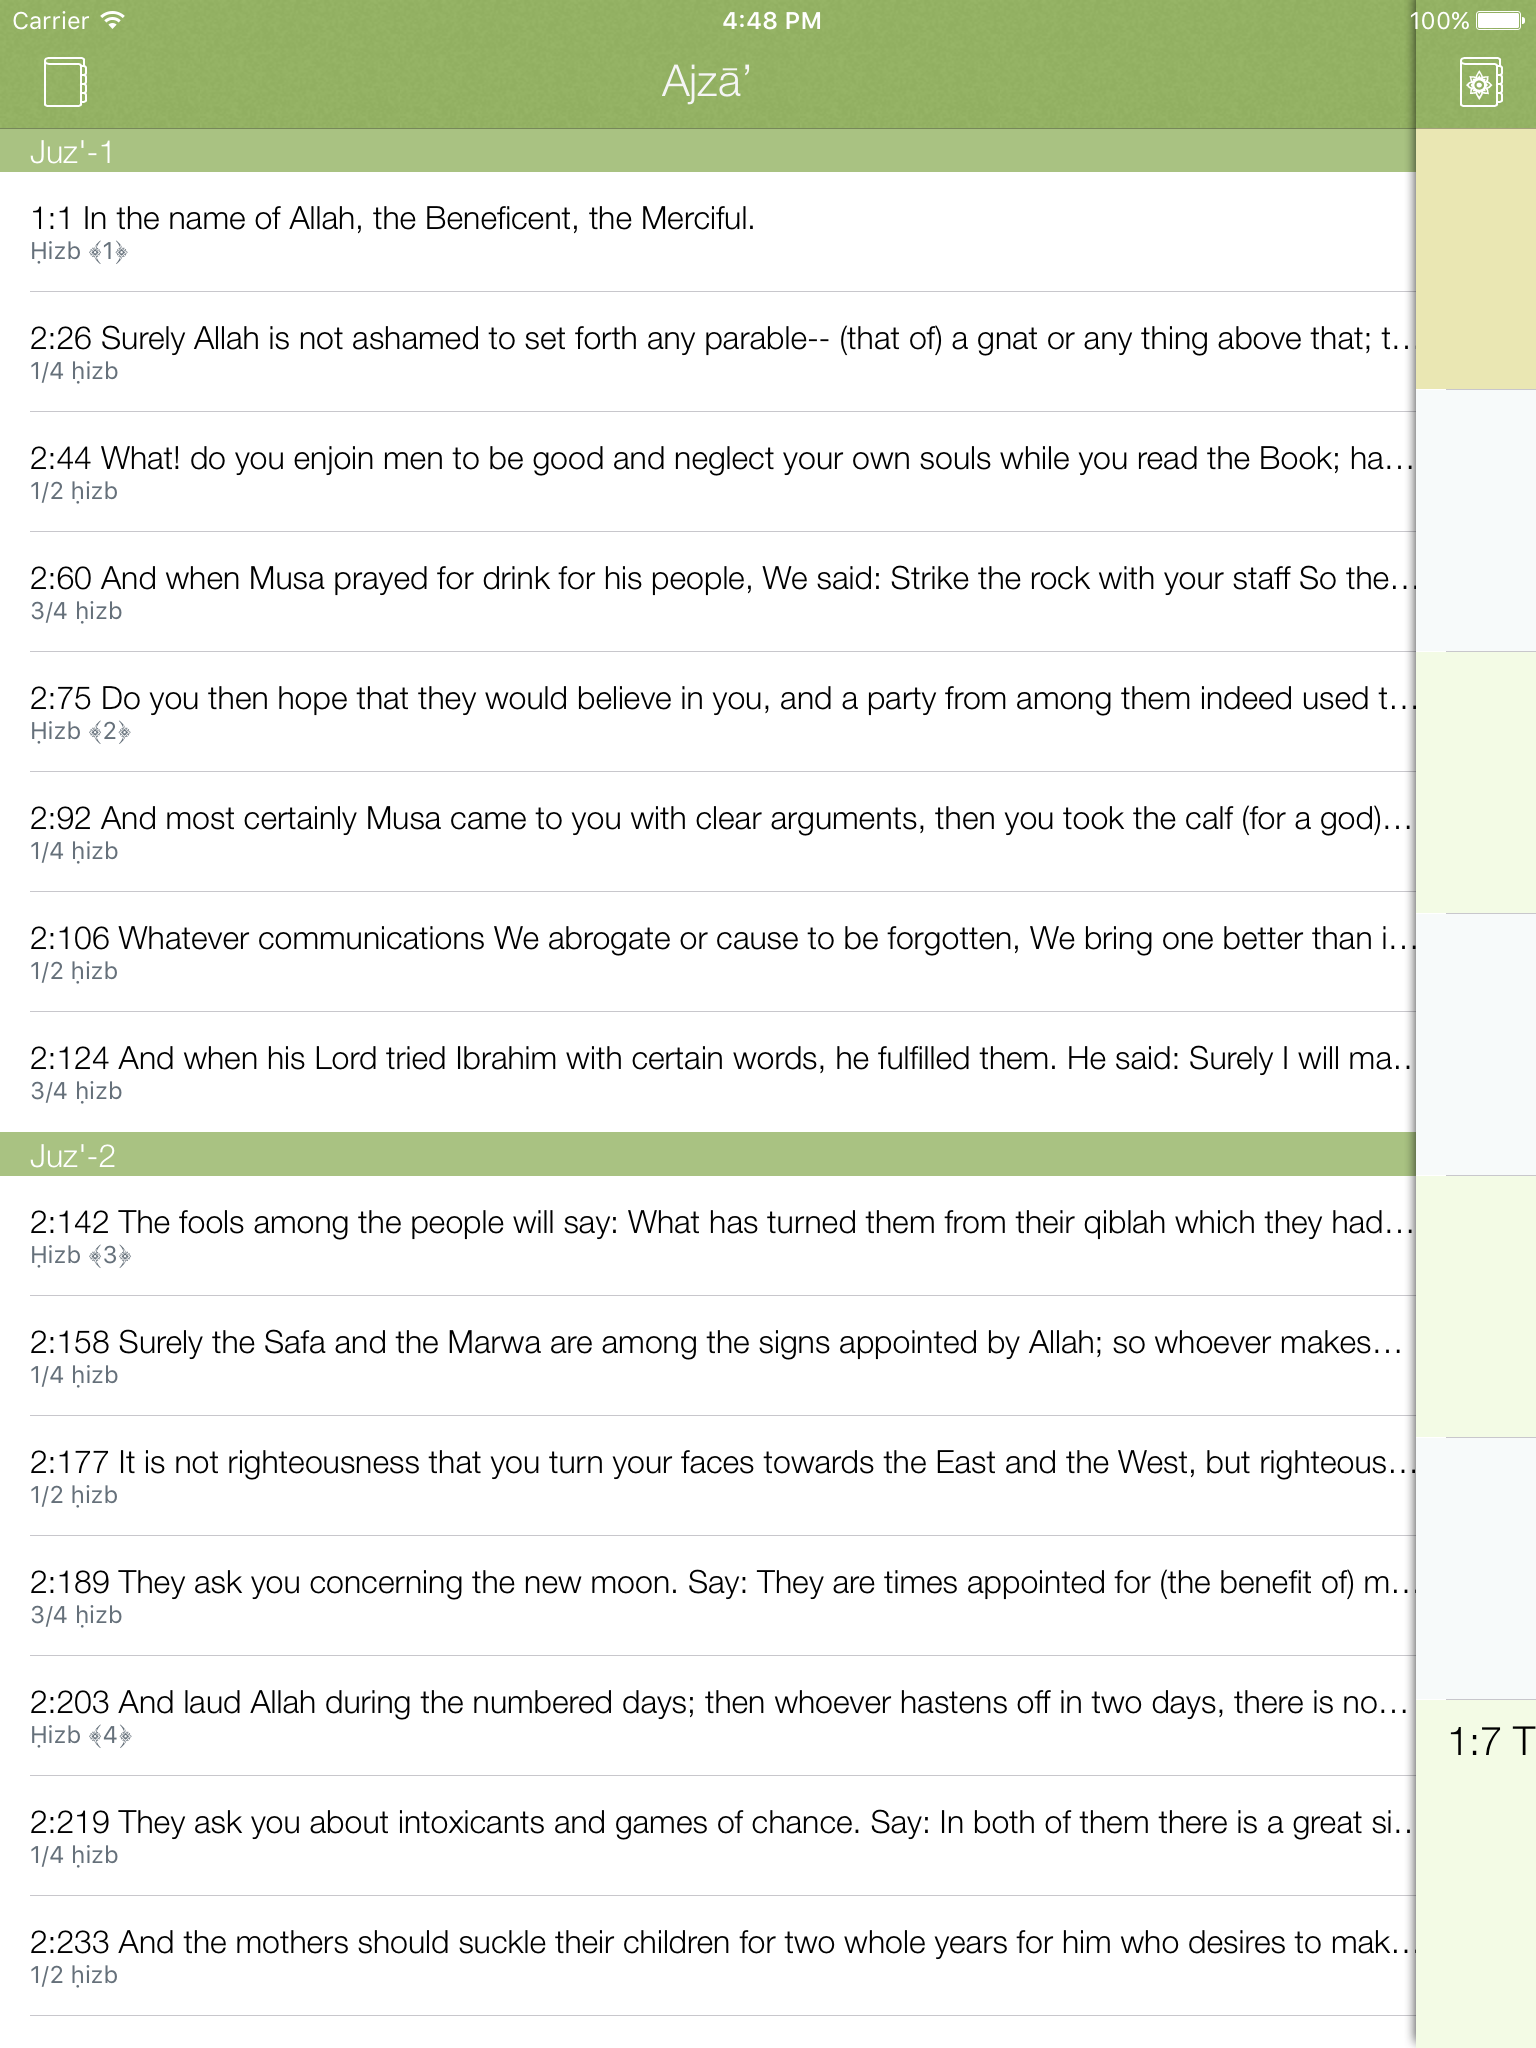 Carrier 4:48 PM 100%
Ajzā’
Juz'-1
1:1 In the name of Allah, the Beneficent, the Merciful.
Ḥizb ﴾1﴿
2:26 Surely Allah is not ashamed to set forth any parable-- (that of) a gnat or any thing above that; t...
1/4 ḥizb
2:44 What! do you enjoin men to be good and neglect your own souls while you read the Book; ha...
1/2 ḥizb
2:60 And when Musa prayed for drink for his people, We said: Strike the rock with your staff So the...
3/4 ḥizb
2:75 Do you then hope that they would believe in you, and a party from among them indeed used t...
Ḥizb ﴾2﴿
2:92 And most certainly Musa came to you with clear arguments, then you took the calf (for a god)...
1/4 ḥizb
2:106 Whatever communications We abrogate or cause to be forgotten, We bring one better than i...
1/2 ḥizb
2:124 And when his Lord tried Ibrahim with certain words, he fulfilled them. He said: Surely I will ma...
3/4 ḥizb
Juz'-2
2:142 The fools among the people will say: What has turned them from their qiblah which they had...
Ḥizb ﴾3﴿
2:158 Surely the Safa and the Marwa are among the signs appointed by Allah; so whoever makes...
1/4 ḥizb
2:177 It is not righteousness that you turn your faces towards the East and the West, but righteous...
1/2 ḥizb
2:189 They ask you concerning the new moon. Say: They are times appointed for (the benefit of) m...
3/4 ḥizb
2:203 And laud Allah during the numbered days; then whoever hastens off in two days, there is no...
Ḥizb ﴾4﴿
1:7 T
2:219 They ask you about intoxicants and games of chance. Say: In both of them there is a great si...
1/4 ḥizb
2:233 And the mothers should suckle their children for two whole years for him who desires to mak...
1/2 ḥizb